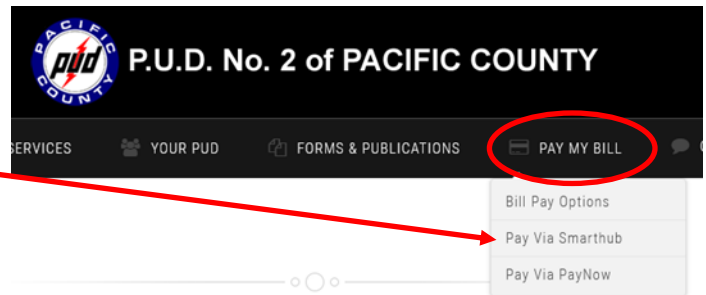 PACIFIC
pud
COUNTY
P.U.D. No. 2 of PACIFIC COUNTY
SERVICES
YOUR PUD
FORMS & PUBLICATIONS
PAY MY BILL
Bill Pay Options
Pay Via Smarthub
Pay Via PayNow